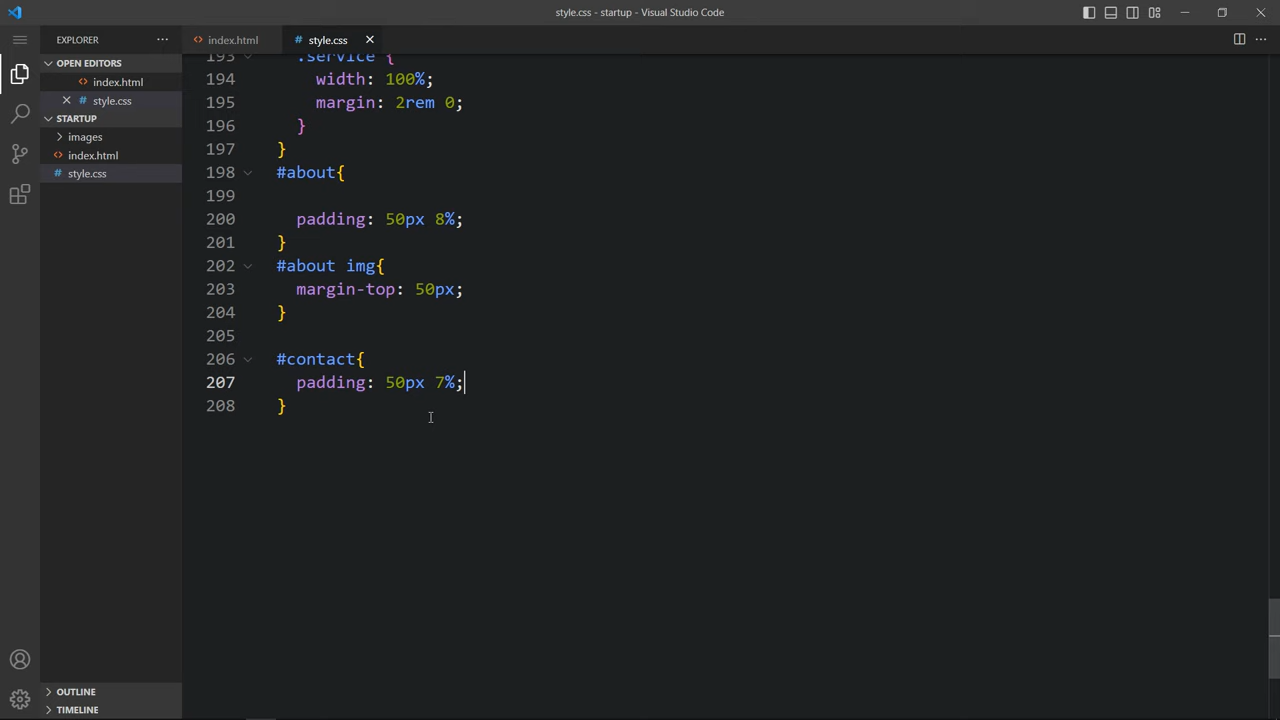 style.css - startup - Visual Studio Code
EXPLORER
index.html
style.css
OPEN EDITORS
index.html
style.css
STARTUP
images
index.html
style.css
OUTLINE
TIMELINE
193 .service {
194 width: 100%;
195 margin: 2rem 0;
196 }
197 }
198 #about{
199
200 padding: 50px 8%;
201 }
202 #about img{
203 margin-top: 50px;
204 }
205
206 #contact{
207 padding: 50px 7%;
208 }